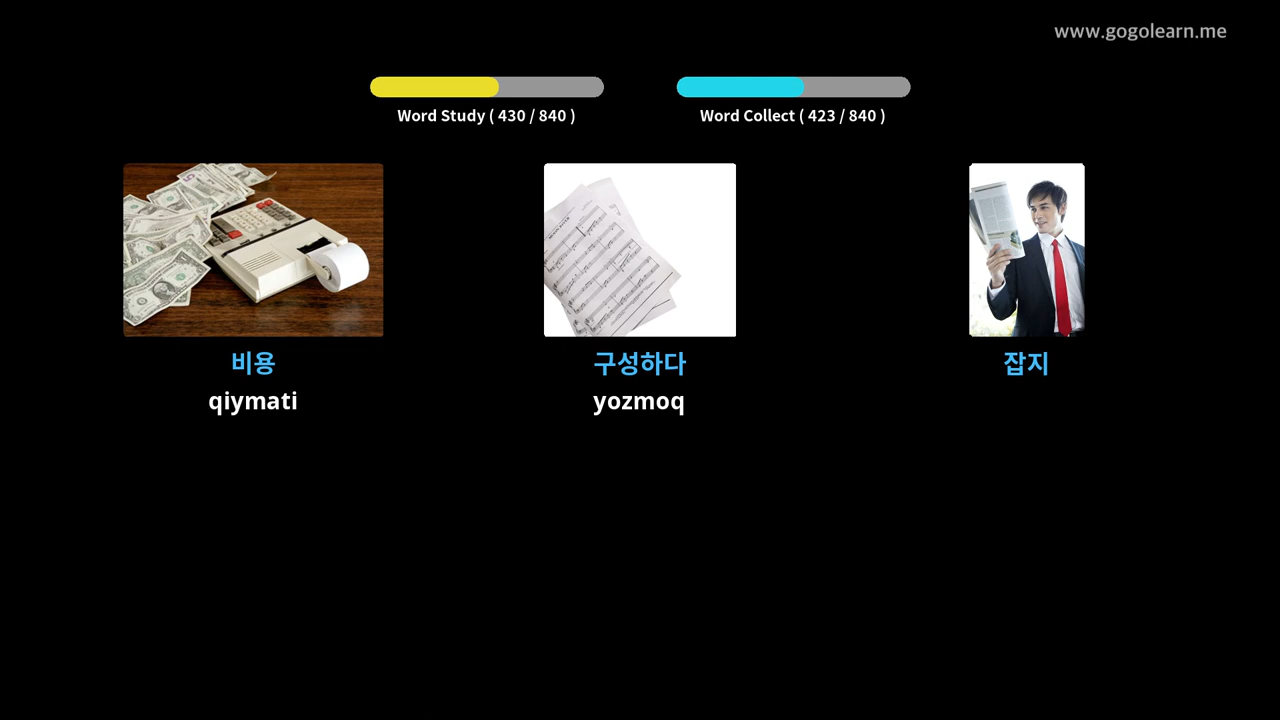 www.gogolearn.me
Word Study ( 430 / 840 )
Word Collect ( 423 / 840 )
비용
qiymati
구성하다
yozmoq
잡지